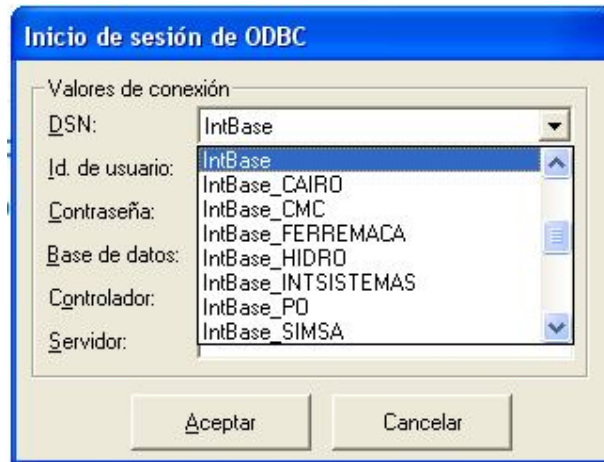 Inicio de sesión de ODBC
Valores de conexión
DSN: IntBase
Id. de usuario: IntBase
IntBase_CAIRO
Contraseña: IntBase_CMC
IntBase_FERREMACA
Base de datos: IntBase_HIDRO
Controlador: IntBase_INTSISTEMAS
IntBase_PO
Servidor: IntBase_SIMSA
Aceptar Cancelar